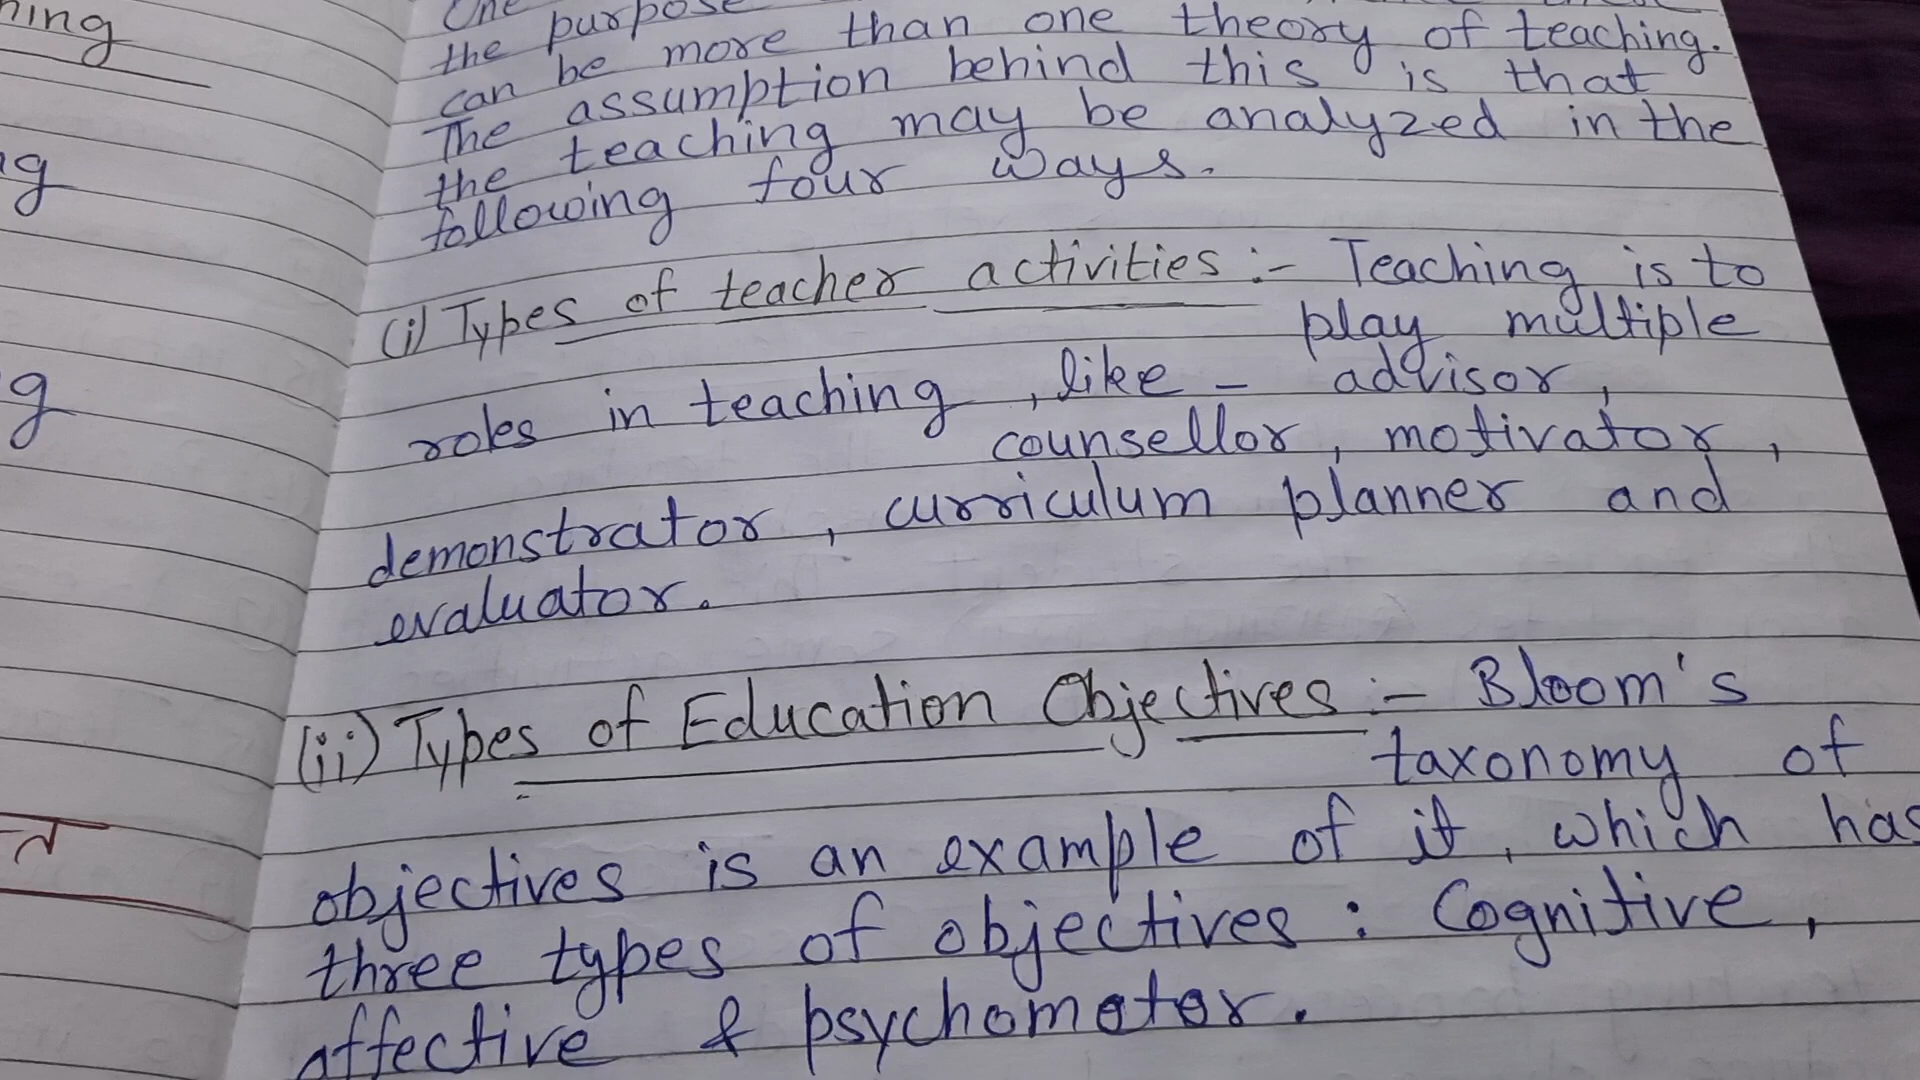 the purpose
can be more than one theory of teaching.
The assumption behind this is that
the teaching may be analyzed in the
following four ways.
(i) Types of teacher activities :- Teaching is to
play multiple
roles in teaching , like - advisor,
counsellor, motivator,
demonstrator, curriculum planner and
evaluator.
(ii) Types of Education Objectives :- Bloom's
taxonomy of
objectives is an example of it, which has
three types of objectives : Cognitive,
affective & psychomotor.